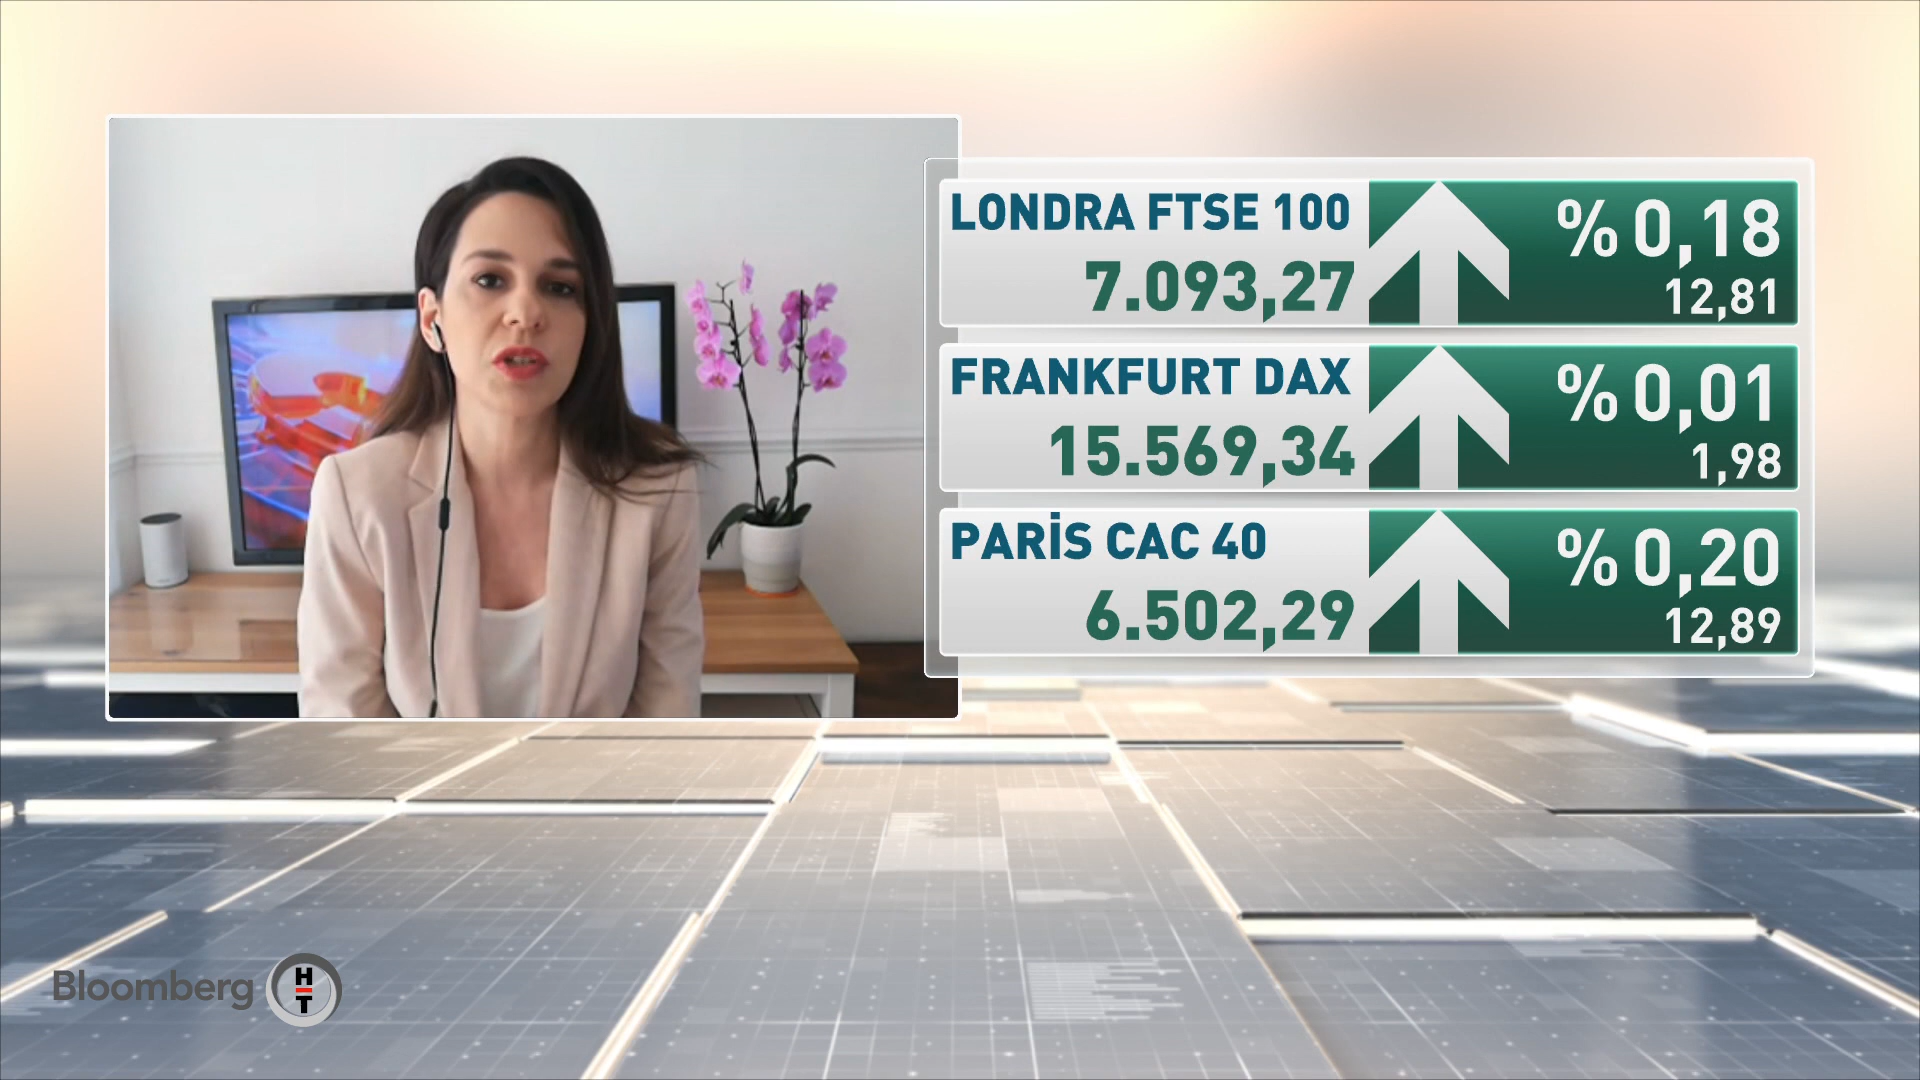 LONDRA FTSE 100
7.093,27
% 0,18
12,81
FRANKFURT DAX
15.569,34
% 0,01
1,98
PARİS CAC 40
6.502,29
% 0,20
12,89
Bloomberg HT